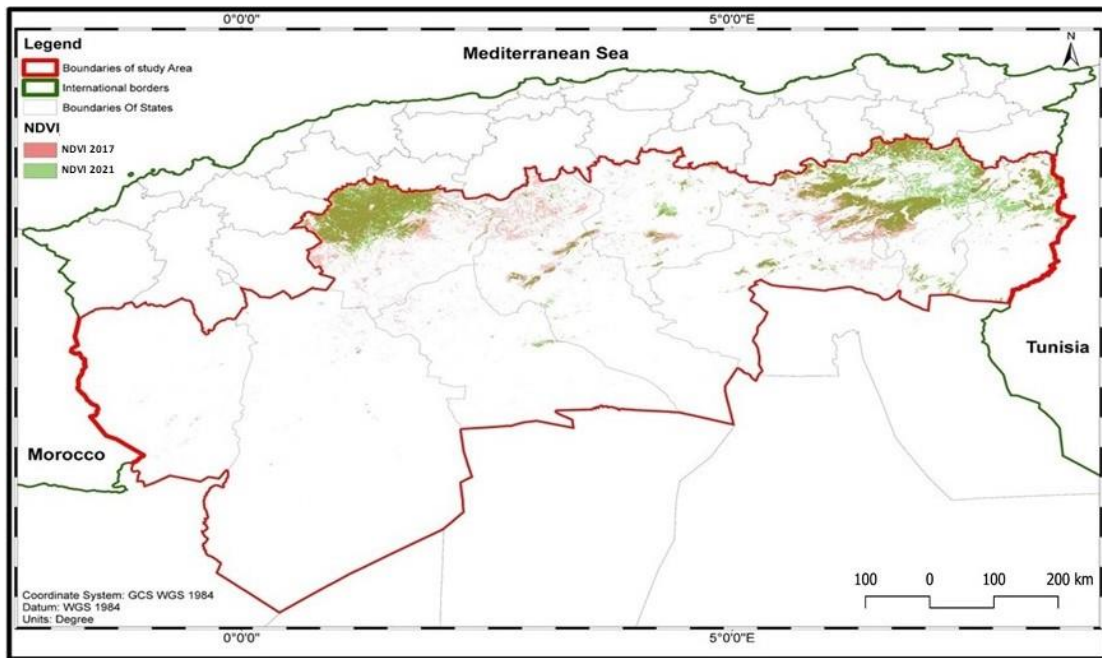 0°0'0" 5°0'0"
Legend
Boundaries of study Area
International borders
Boundaries Of States
NDVI
NDVI 2017
NDVI 2021
Mediterranean Sea
N
Tunisia
Morocco
Coordinate System: GCS WGS 1984
Datum: WGS 1984
Units: Degree
100 0 100 200 km
0°0'0" 5°0'0"